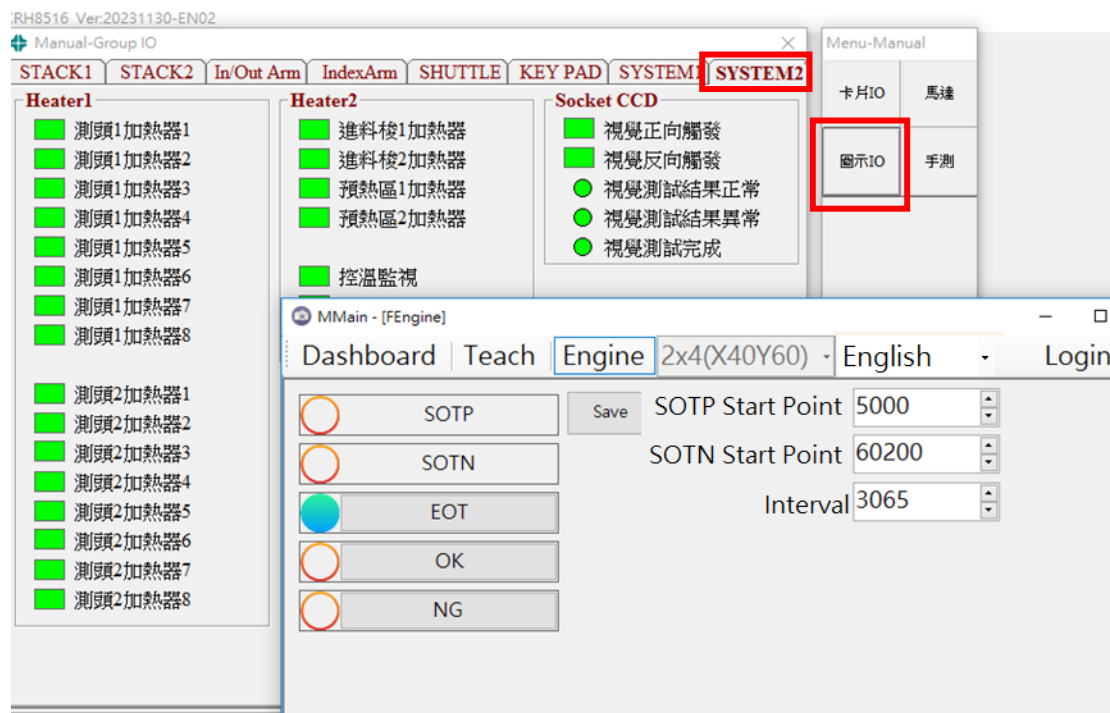 RH8516 Ver:20231130-EN02
Manual-Group IO
STACK1 STACK2 In/Out Arm IndexArm SHUTTLE KEY PAD SYSTEM1 SYSTEM2
Heater1
測頭1加熱器1
測頭1加熱器2
測頭1加熱器3
測頭1加熱器4
測頭1加熱器5
測頭1加熱器6
測頭1加熱器7
測頭1加熱器8
測頭2加熱器1
測頭2加熱器2
測頭2加熱器3
測頭2加熱器4
測頭2加熱器5
測頭2加熱器6
測頭2加熱器7
測頭2加熱器8
Heater2
進料梭1加熱器
進料梭2加熱器
預熱區1加熱器
預熱區2加熱器
控溫監視
Socket CCD
視覺正向觸發
視覺反向觸發
視覺測試結果正常
視覺測試結果異常
視覺測試完成
Menu-Manual
卡片IO 馬達
圖示IO 手測
MMain - [FEngine]
Dashboard Teach Engine 2x4(X40Y60) English Login
SOTP
SOTN
EOT
OK
NG
Save
SOTP Start Point 5000
SOTN Start Point 60200
Interval 3065